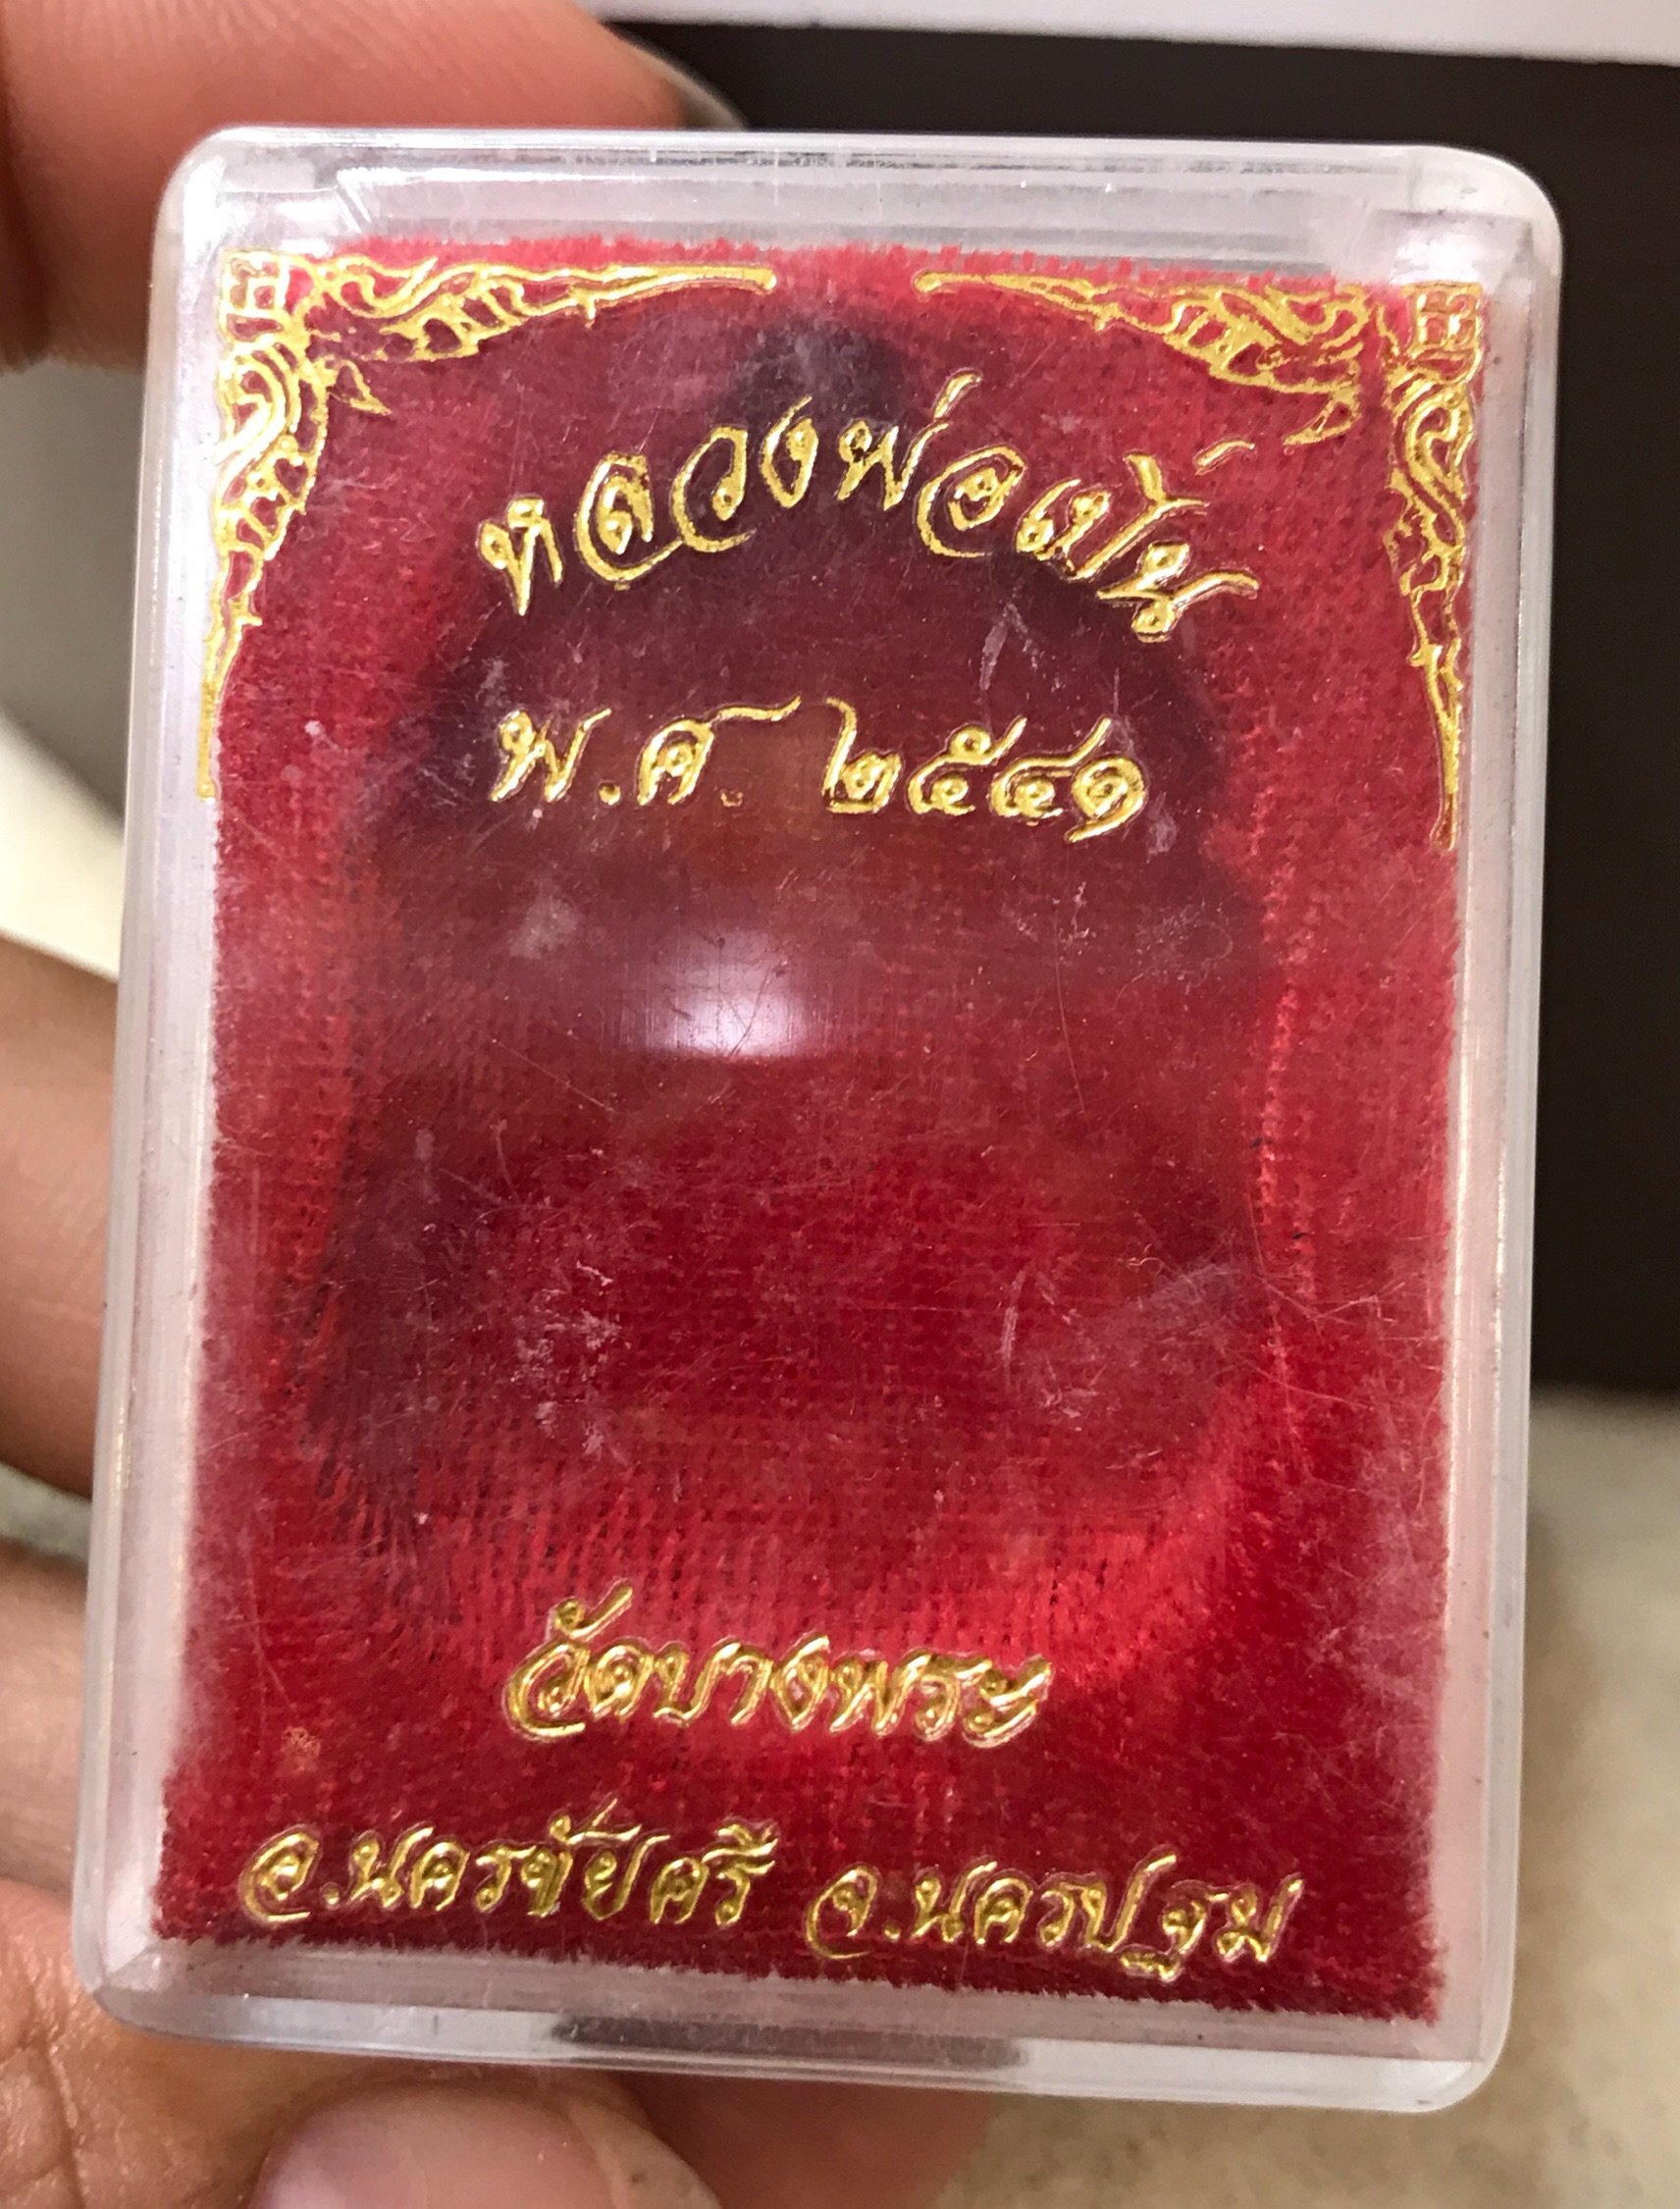 หลวงพ่อเปิ่น
พ.ศ. ๒๕๔๑
วัดบางพระ
อ.นครชัยศรี จ.นครปฐม